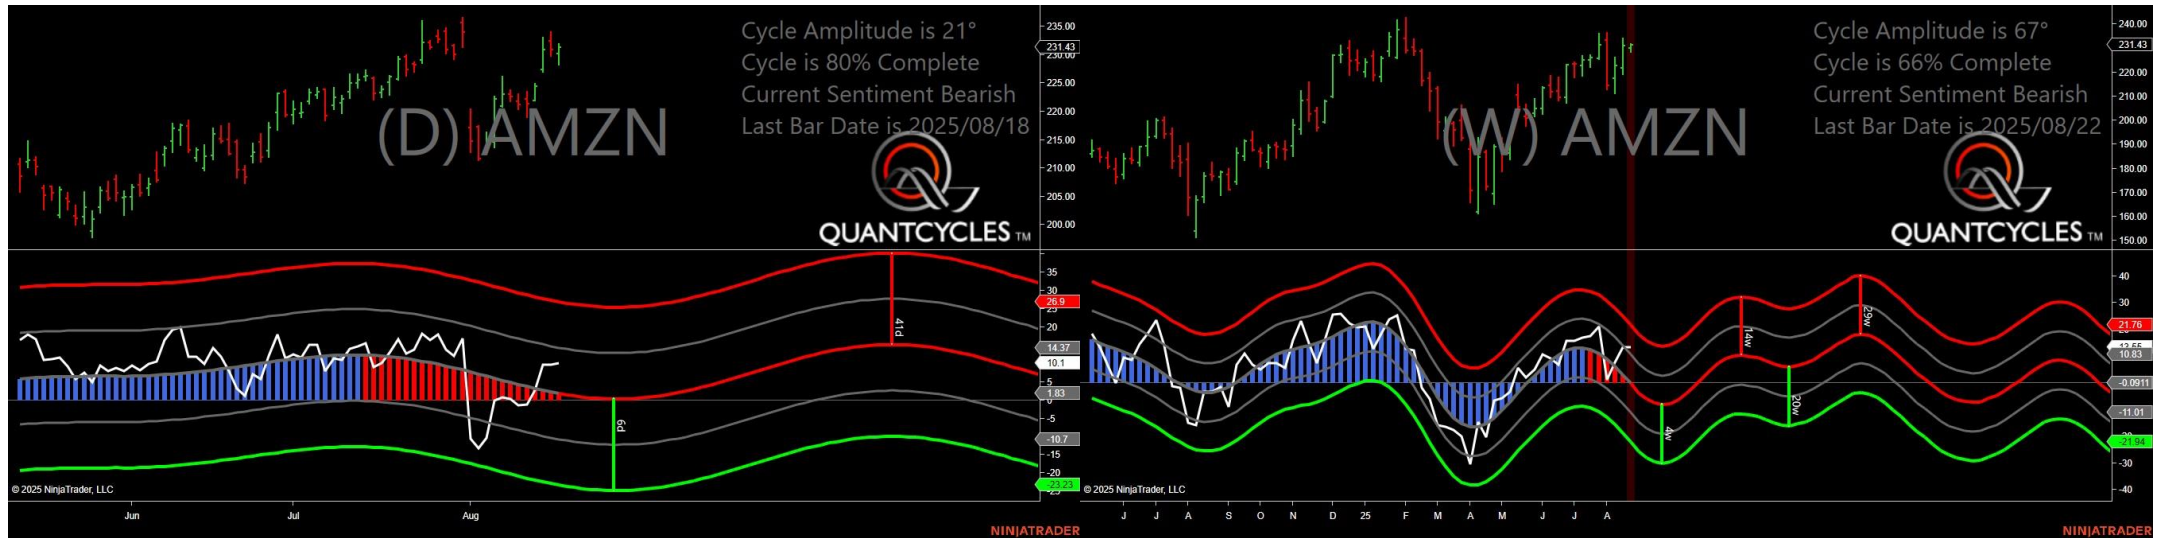 Cycle Amplitude is 21°
Cycle is 80% Complete
Current Sentiment Bearish
Last Bar Date is 2025/08/18
(D) AMZN
QUANTCYCLES TM
235.00
231.43
230.00
225.00
220.00
215.00
210.00
205.00
200.00
35
30
26.9
20
14.37
10.1
5
1.83
0
-5
-10.7
-15
-20
-23.23
41d
6d
© 2025 NinjaTrader, LLC
Jun Jul Aug
NINJATRADER
Cycle Amplitude is 67°
Cycle is 66% Complete
Current Sentiment Bearish
Last Bar Date is 2025/08/22
(W) AMZN
QUANTCYCLES TM
240.00
231.43
220.00
210.00
200.00
190.00
180.00
170.00
160.00
150.00
40
30
21.76
10.83
-0.0911
-11.01
-21.94
-30
-40
14w
29w
4w
20w
© 2025 NinjaTrader, LLC
J J A S O N D 25 F M A M J J A
NINJATRADER